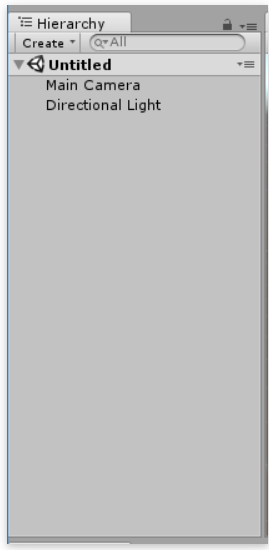 Hierarchy
Create All
Untitled
Main Camera
Directional Light